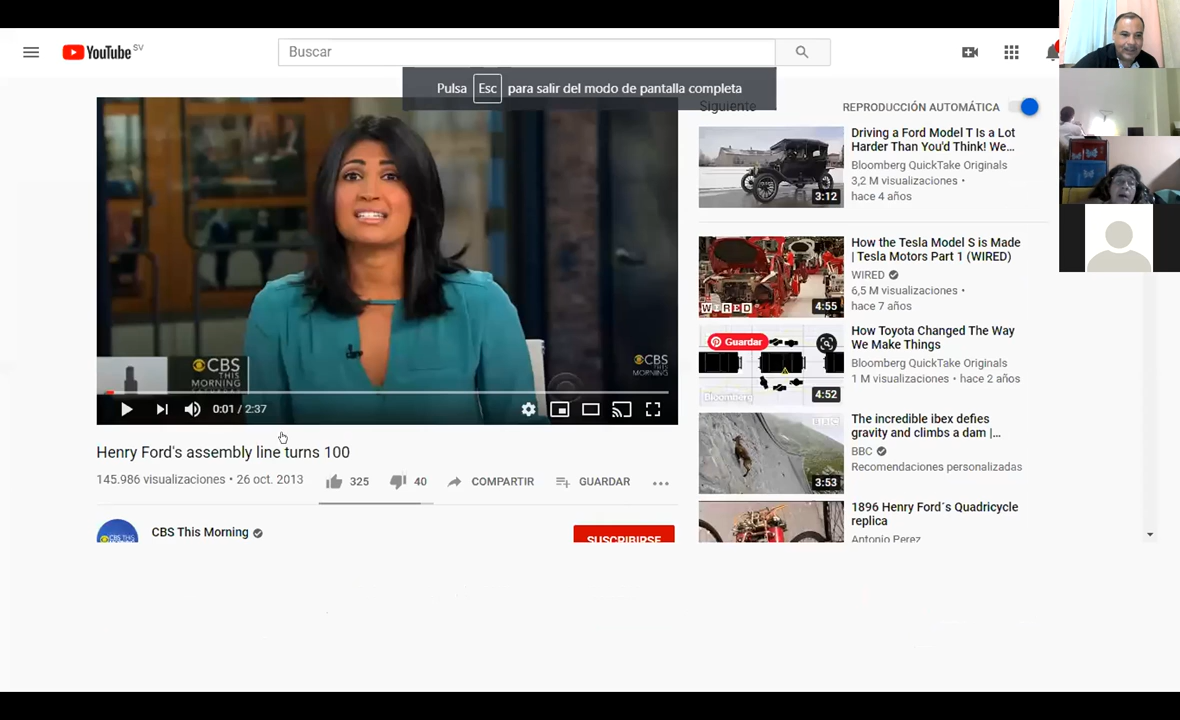 YouTube SV
Buscar
Pulsa Esc para salir del modo de pantalla completa
Siguiente
REPRODUCCIÓN AUTOMÁTICA
CBS
THIS
MORNING
CBS
THIS
MORNING
0:01 / 2:37
Henry Ford's assembly line turns 100
145.986 visualizaciones • 26 oct. 2013
325
40
COMPARTIR
GUARDAR
CBS This Morning
SUSCRIBIRSE
3:12
Driving a Ford Model T Is a Lot
Harder Than You'd Think! We...
Bloomberg QuickTake Originals
3,2 M visualizaciones •
hace 4 años
WIRED
4:55
How the Tesla Model S is Made
| Tesla Motors Part 1 (WIRED)
WIRED
6,5 M visualizaciones •
hace 7 años
Guardar
Bloomberg
4:52
How Toyota Changed The Way
We Make Things
Bloomberg QuickTake Originals
1 M visualizaciones • hace 2 años
BBC
3:53
The incredible ibex defies
gravity and climbs a dam |...
BBC
Recomendaciones personalizadas
1896 Henry Ford´s Quadricycle
replica
Antonio Perez